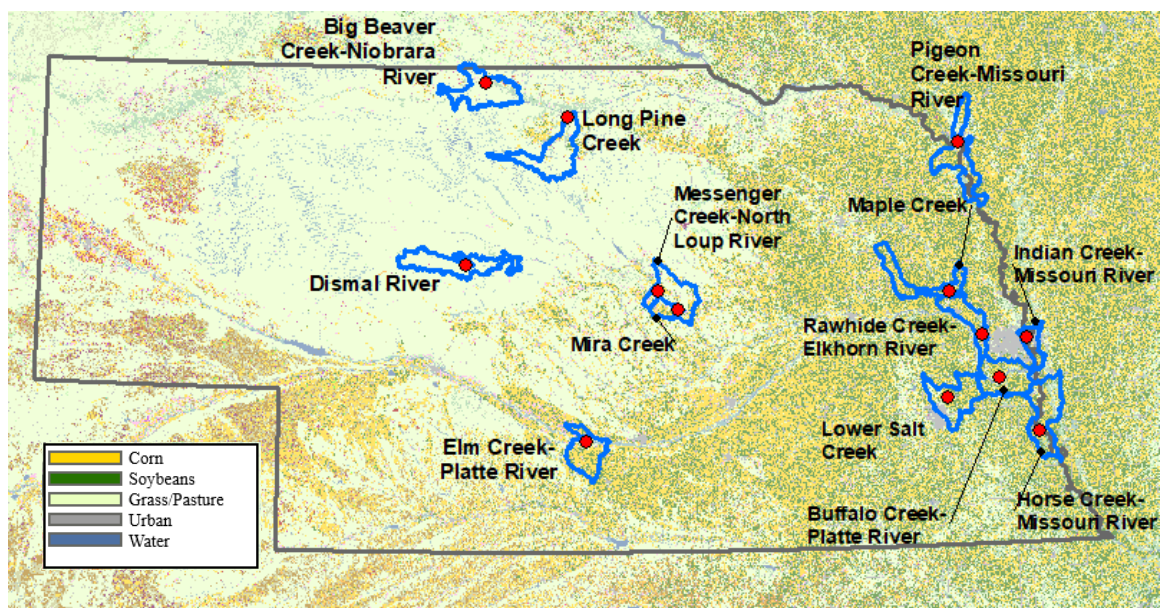 Big Beaver
Creek-Niobrara
River
Pigeon
Creek-Missouri
River
Long Pine
Creek
Messenger
Creek-North
Loup River
Maple Creek
Indian Creek-
Missouri River
Dismal River
Mira Creek
Rawhide Creek-
Elkhorn River
Elm Creek-
Platte River
Lower Salt
Creek
Buffalo Creek-
Platte River
Horse Creek-
Missouri River
Corn
Soybeans
Grass/Pasture
Urban
Water